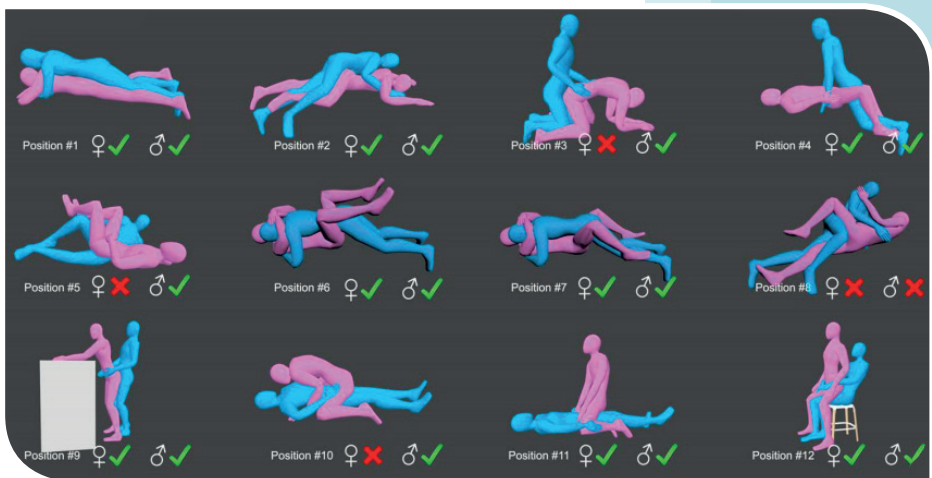 Position #1 ♀ ✓ ♂ ✓
Position #2 ♀ ✓ ♂ ✓
Position #3 ♀ ✗ ♂ ✓
Position #4 ♀ ✓ ♂ ✓
Position #5 ♀ ✗ ♂ ✓
Position #6 ♀ ✓ ♂ ✓
Position #7 ♀ ✓ ♂ ✓
Position #8 ♀ ✗ ♂ ✗
Position #9 ♀ ✓ ♂ ✓
Position #10 ♀ ✗ ♂ ✓
Position #11 ♀ ✓ ♂ ✓
Position #12 ♀ ✓ ♂ ✓